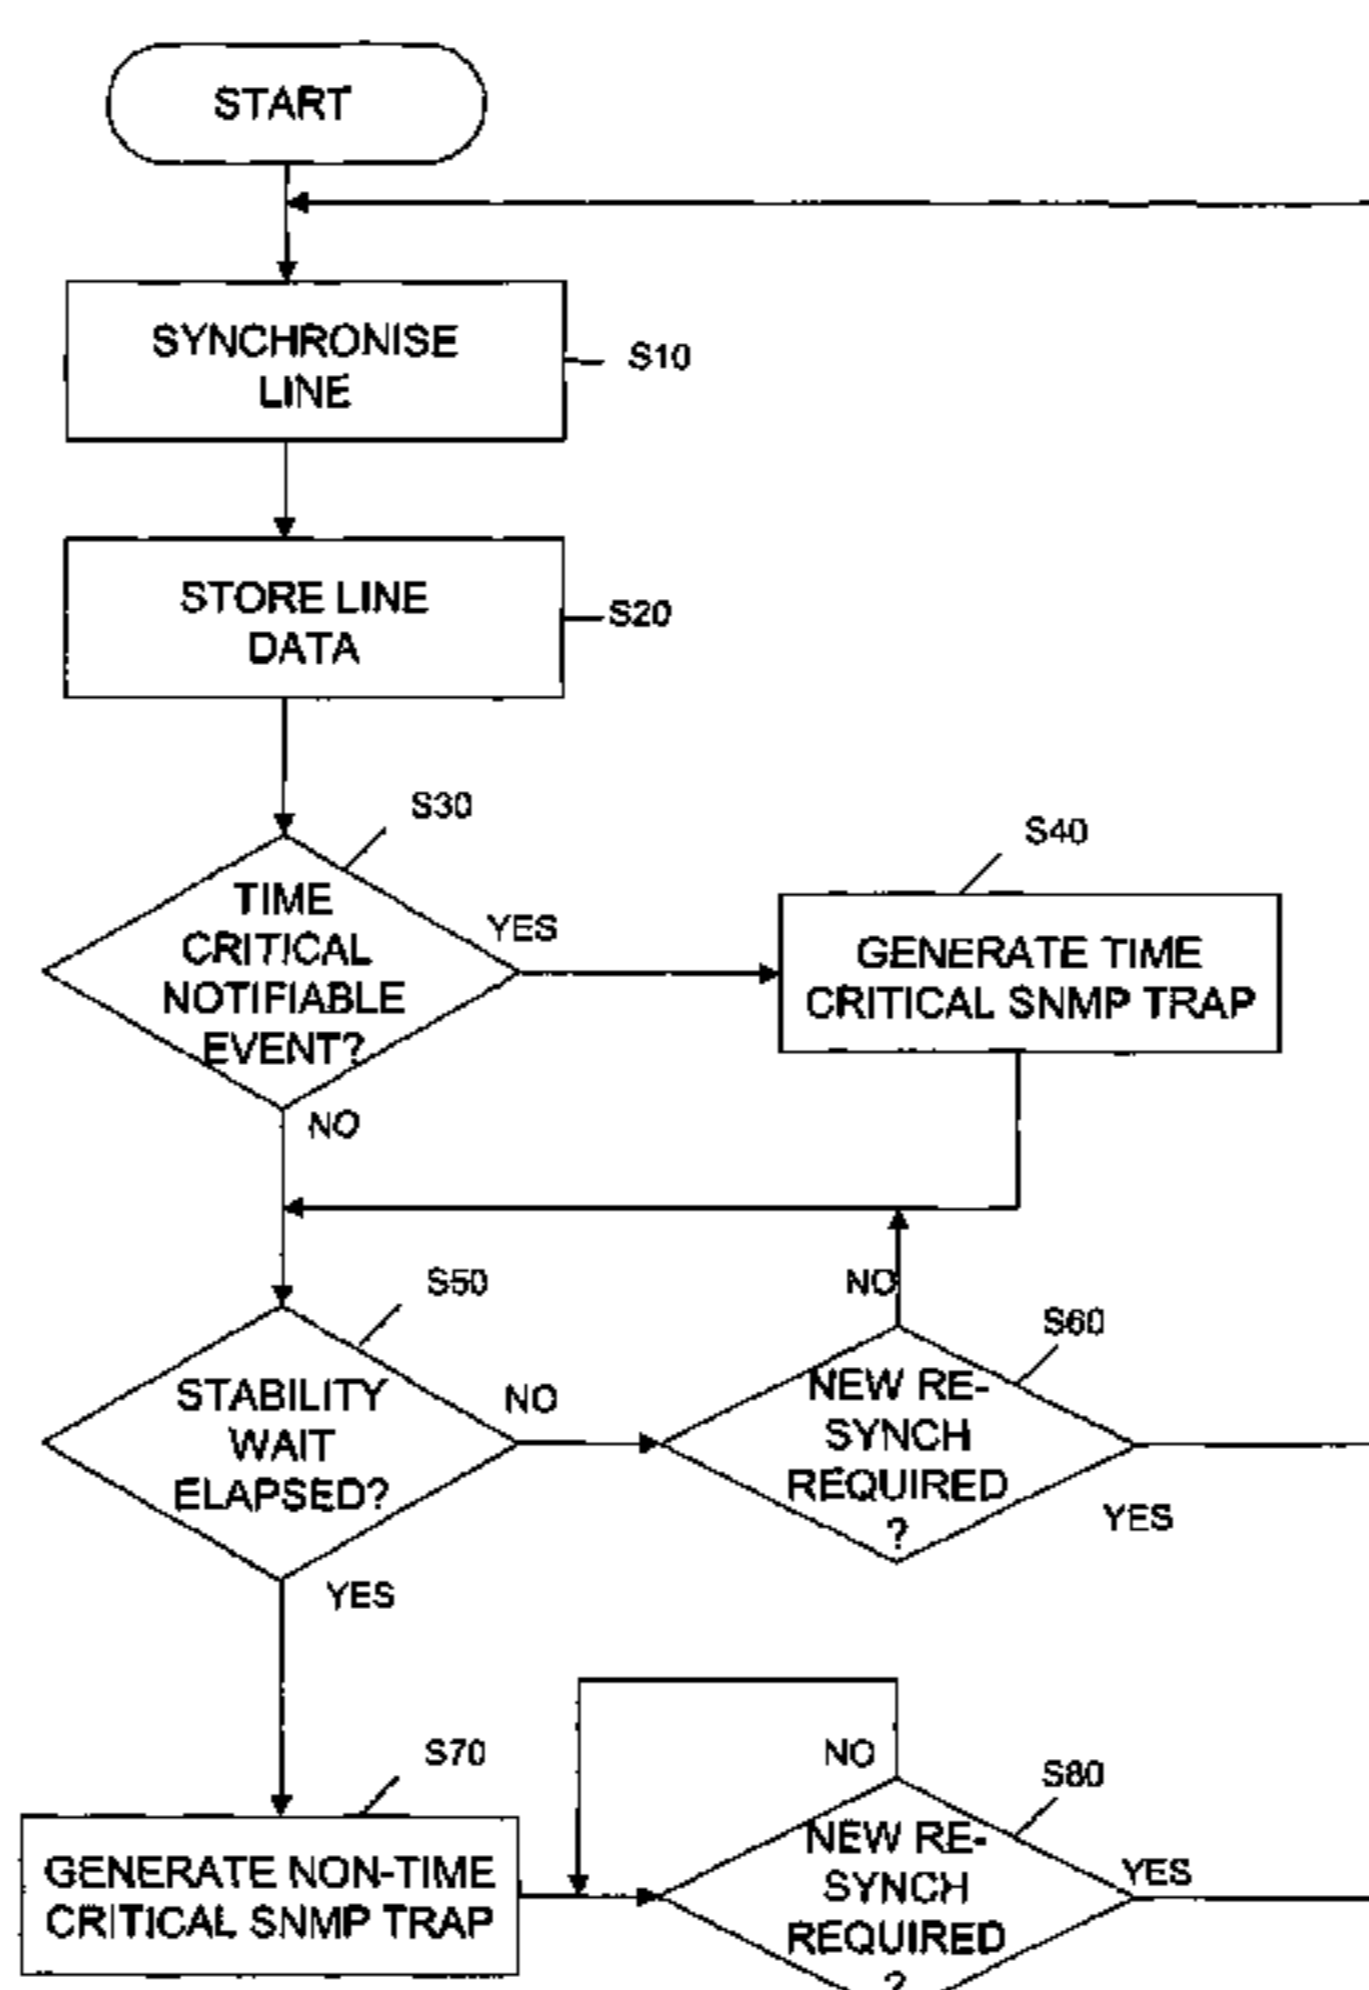 START
SYNCHRONISE
LINE
S10
STORE LINE
DATA
S20
S30
TIME
CRITICAL
NOTIFIABLE
EVENT?
YES
NO
S40
GENERATE TIME
CRITICAL SNMP TRAP
S50
STABILITY
WAIT
ELAPSED?
NO
YES
NO
S60
NEW RE-
SYNCH
REQUIRED
?
YES
S70
GENERATE NON-TIME
CRITICAL SNMP TRAP
NO
S80
NEW RE-
SYNCH
REQUIRED
?
YES